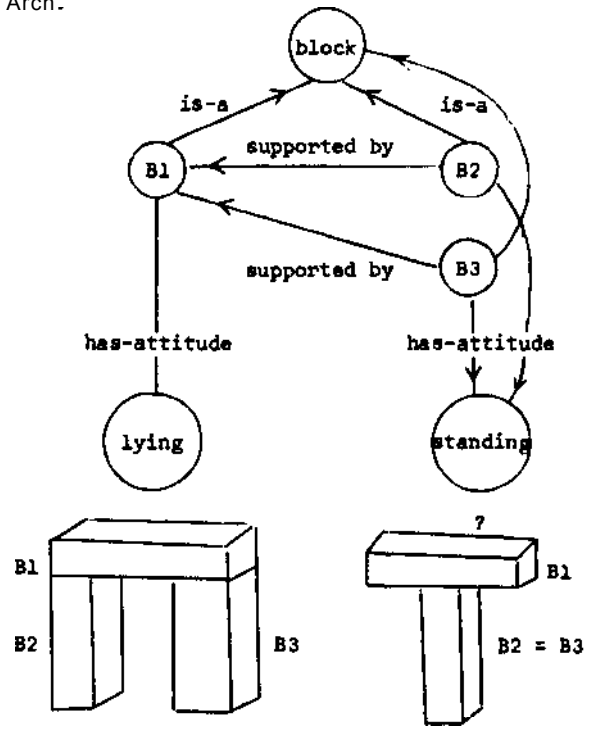 Arch.
block
is-a
is-a
supported by
B1
B2
supported by
B3
has-attitude
has-attitude
lying
standing
?
B1
B1
B2
B3
B2 = B3